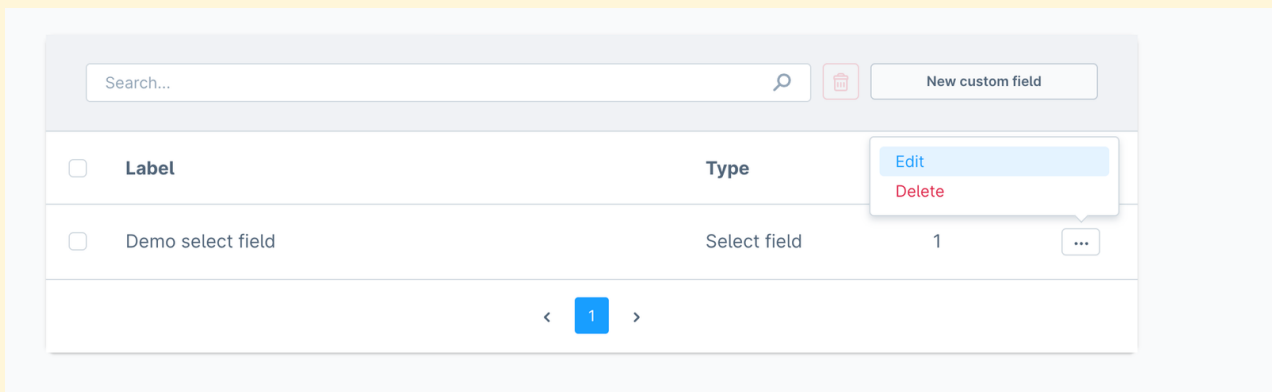 Search...
New custom field
Label
Type
Edit
Delete
Demo select field
Select field
1
...
1